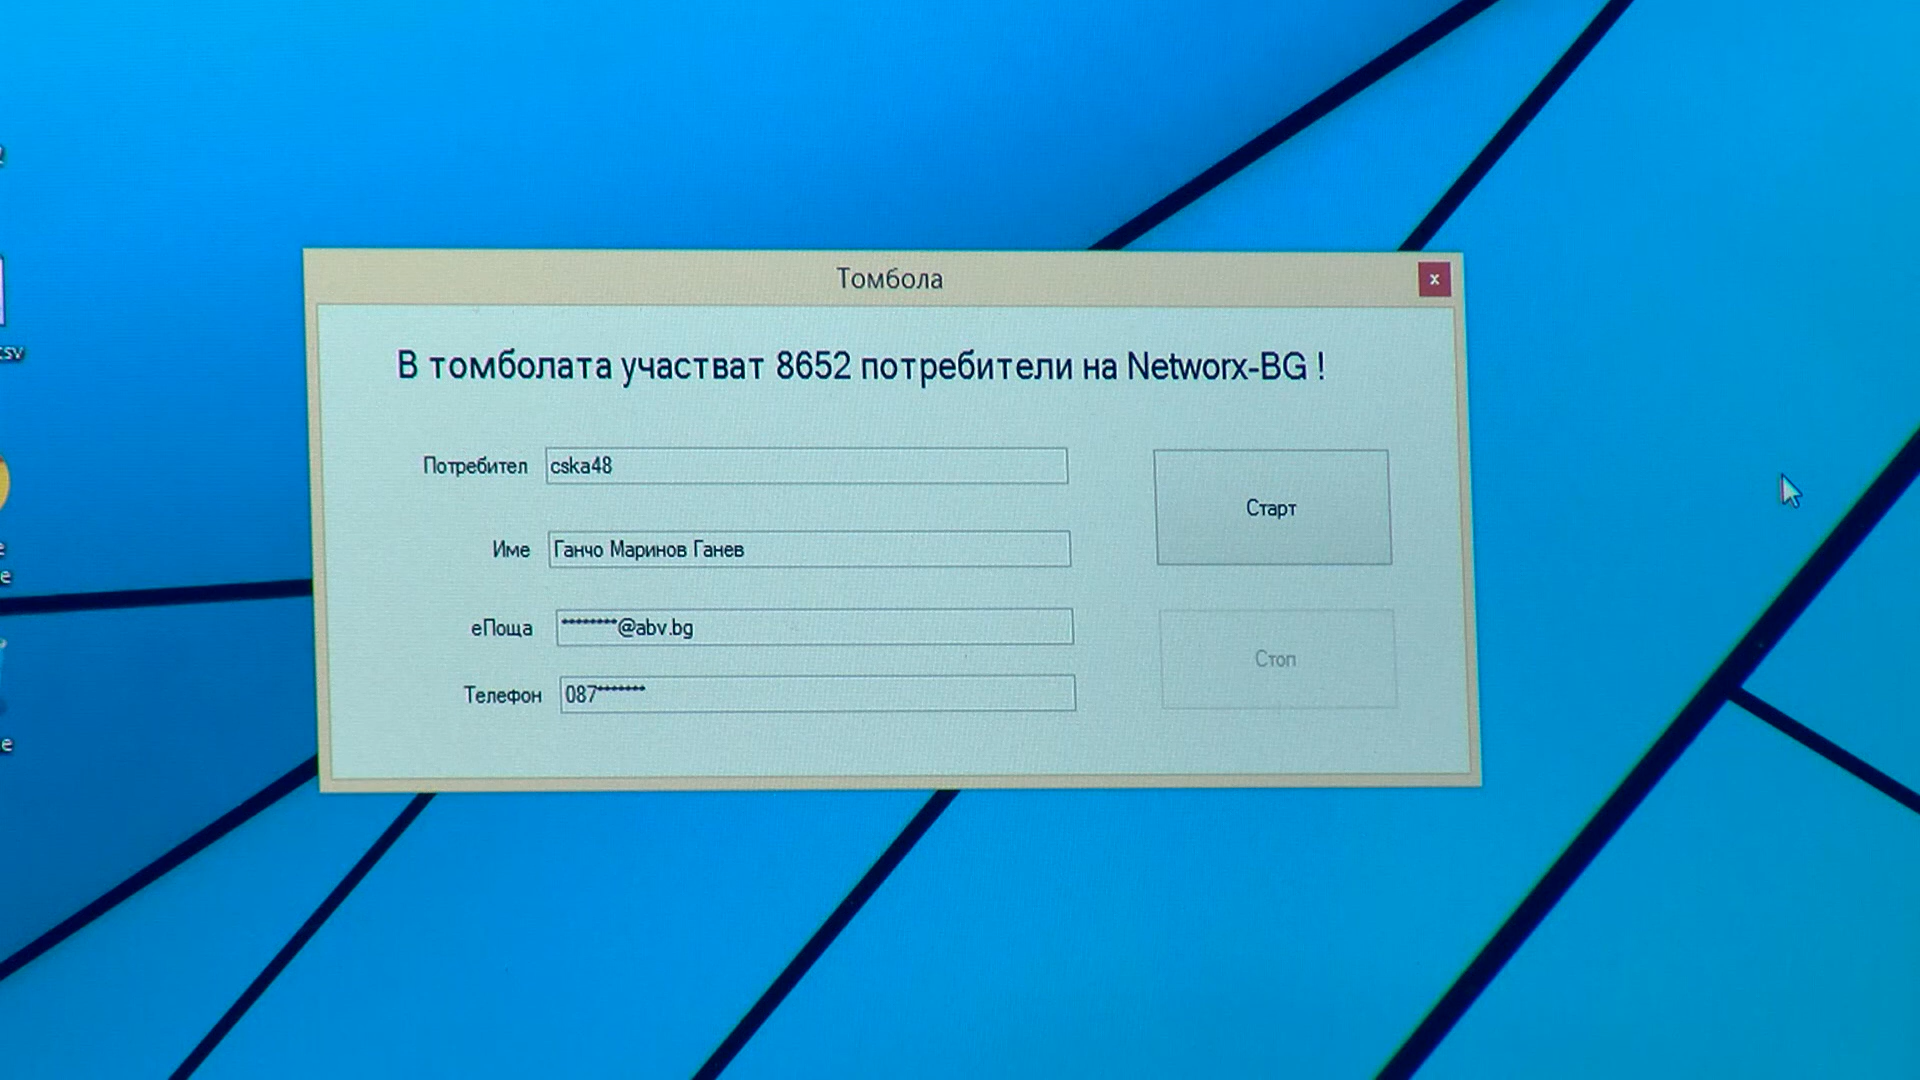 Томбола
x
В томболата участват 8652 потребители на Networx-BG !
Потребител cska48
Старт
Име Ганчо Маринов Ганев
еПоща ********@abv.bg
Стоп
Телефон 087*******